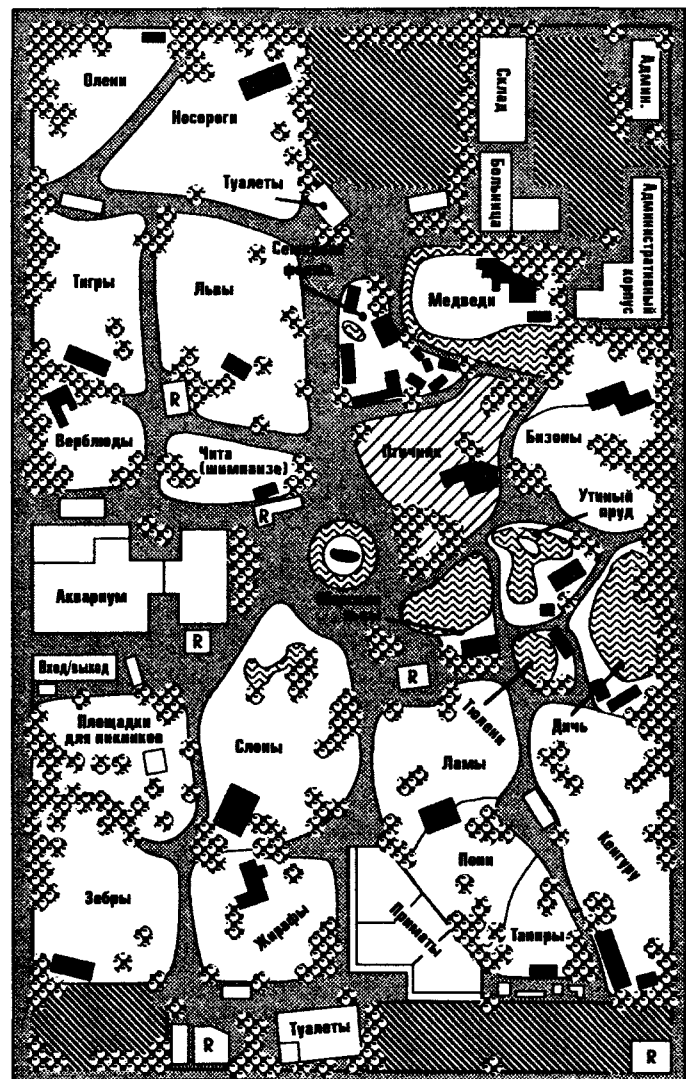 Олени
Носороги
Туалеты
Склад
Админ.
Больница
Административный
корпус
Тигры
Львы
Медведи
R
Верблюды
Чита
(шимпанзе)
R
Птичник
Бизоны
Утиный
пруд
Аквариум
R
Вход/выход
R
Площадки
для пикников
Слоны
Тюлени
Дичь
Ламы
Кенгуру
Зебры
Жирафы
Пони
Приматы
Тапиры
R
Туалеты
R